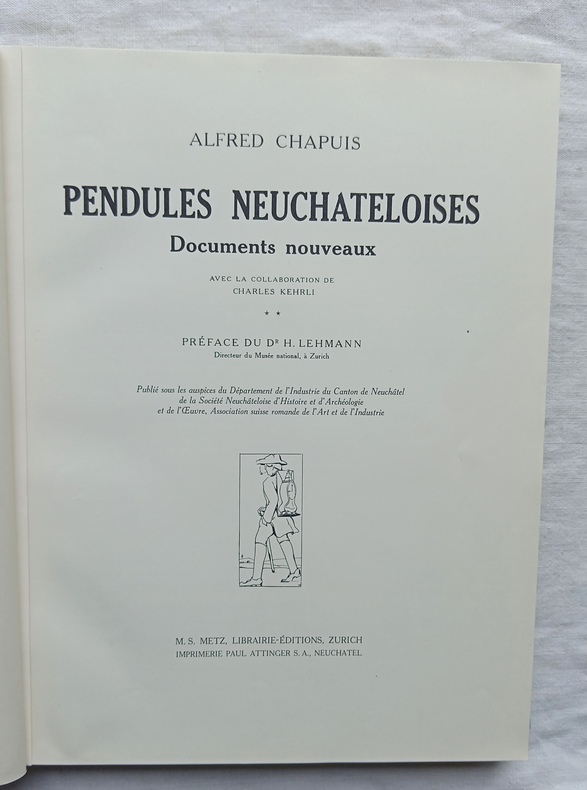 ALFRED CHAPUIS
PENDULES NEUCHATELOISES
Documents nouveaux
AVEC LA COLLABORATION DE
CHARLES KEHRLI
* *
PRÉFACE DU Dᴿ H. LEHMANN
Directeur du Musée national, à Zurich
Publié sous les auspices du Département de l'Industrie du Canton de Neuchâtel
de la Société Neuchâteloise d'Histoire et d'Archéologie
et de l'Œuvre, Association suisse romande de l'Art et de l'Industrie
M. S. METZ, LIBRAIRIE-ÉDITIONS, ZURICH
IMPRIMERIE PAUL ATTINGER S. A., NEUCHATEL